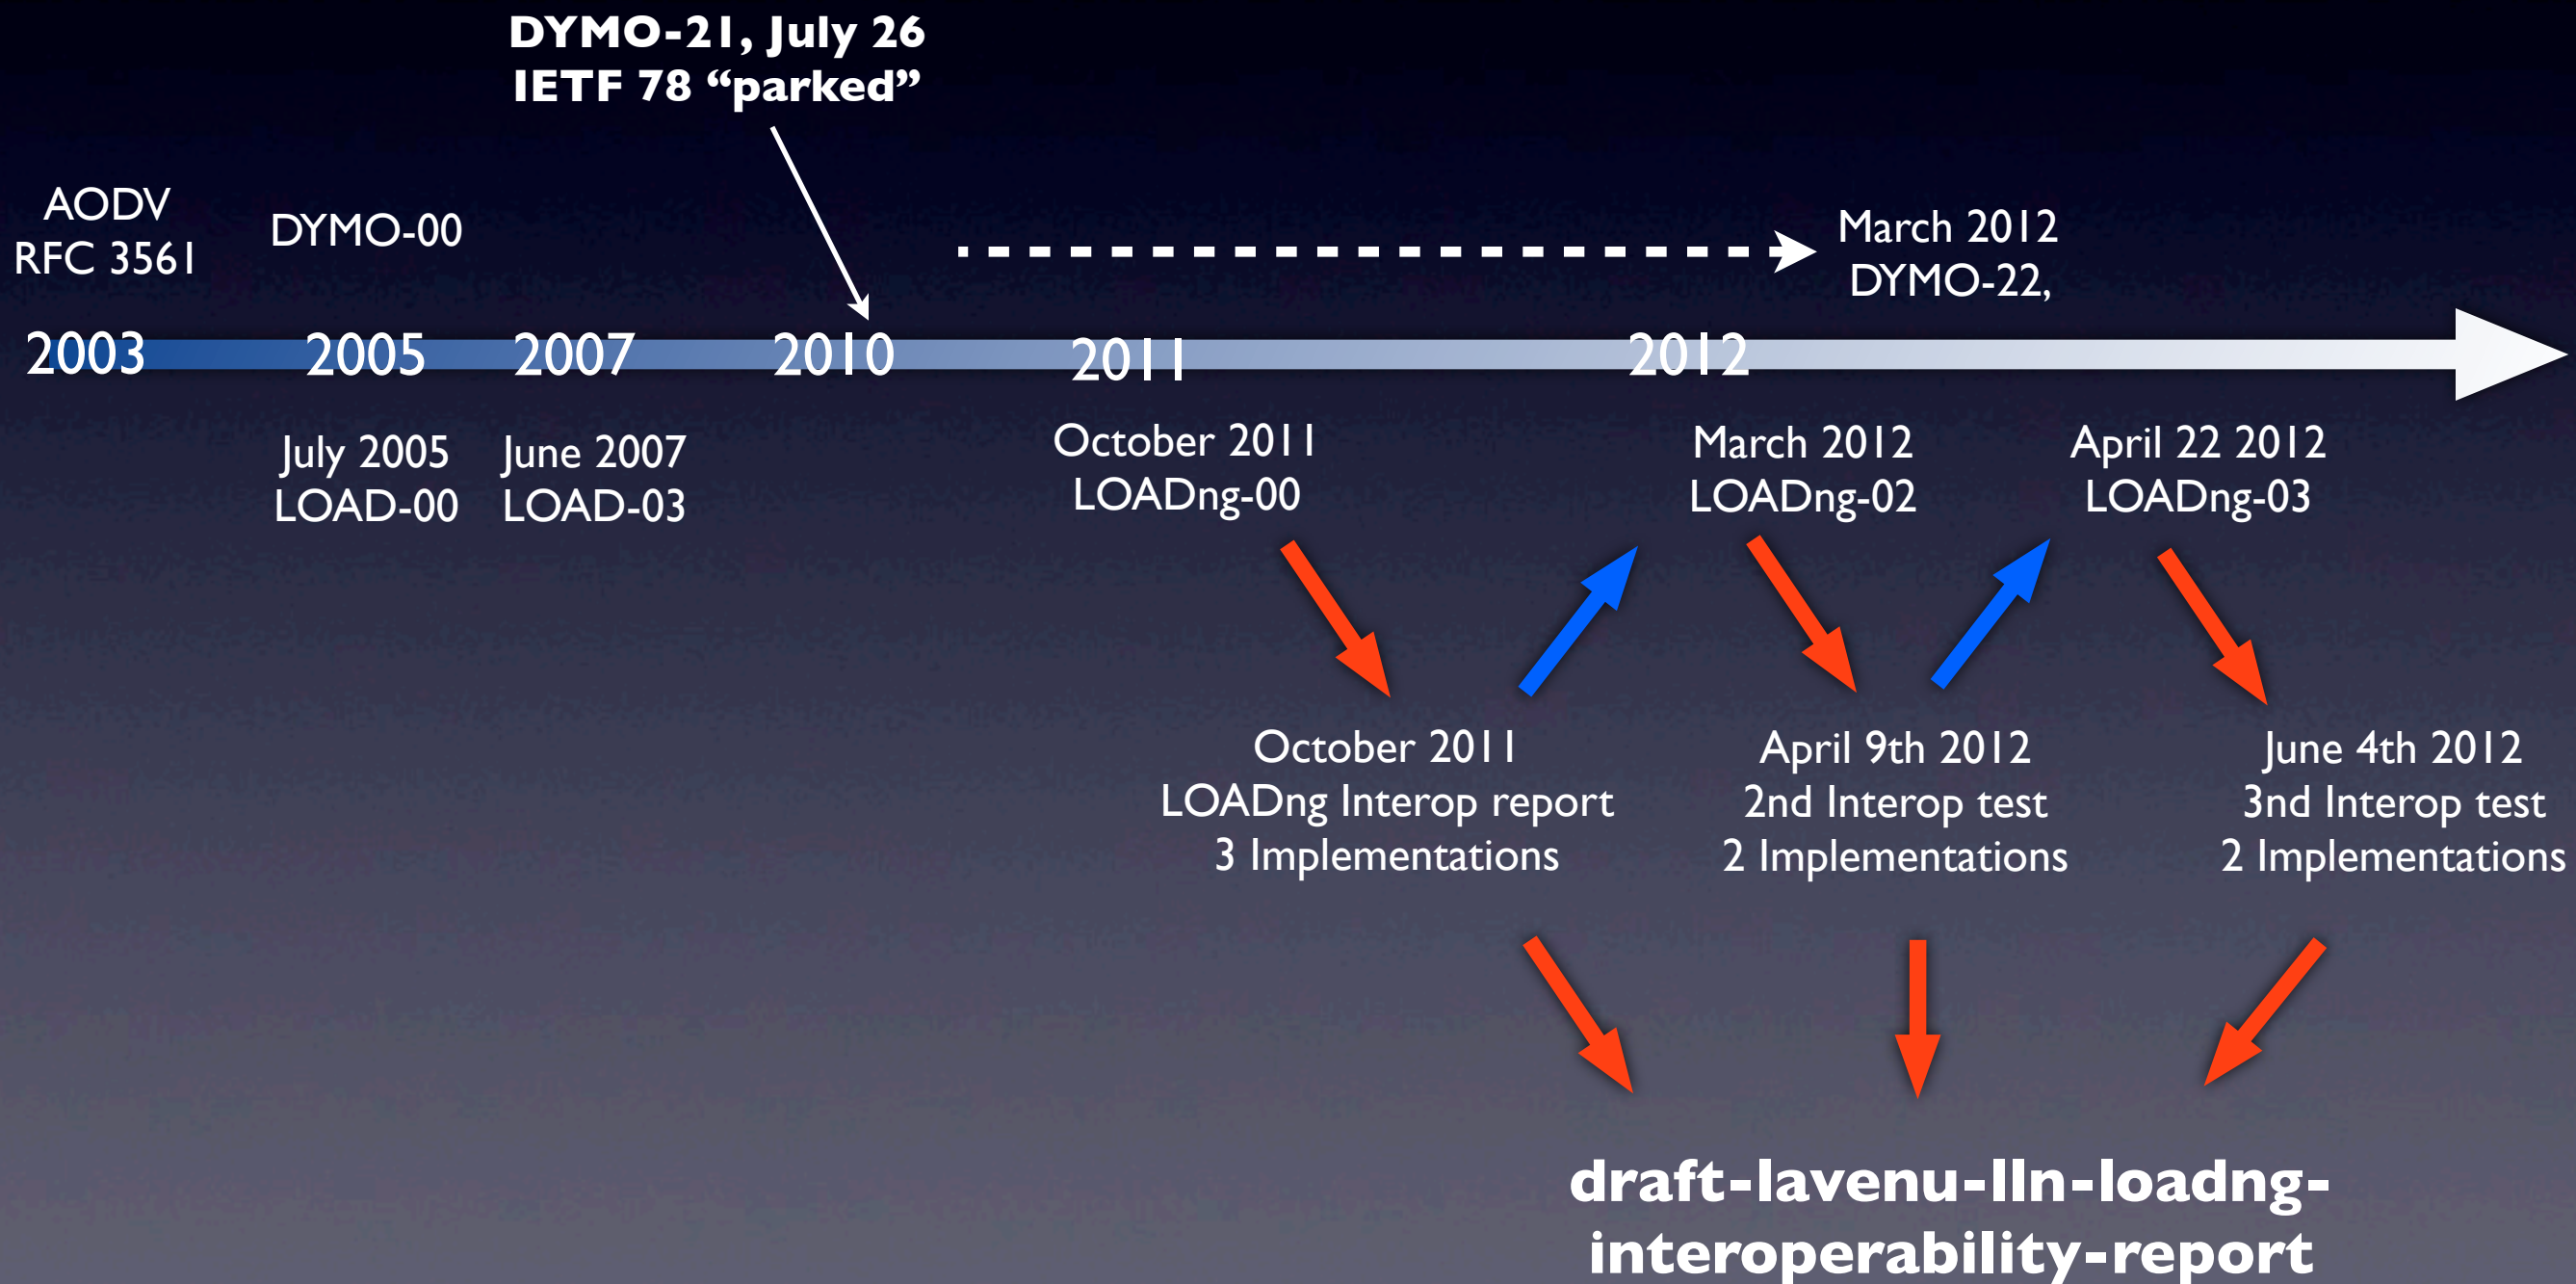 DYMO-21, July 26
IETF 78 “parked”
AODV
RFC 3561
DYMO-00
March 2012
DYMO-22,
2003
2005
2007
2010
2011
2012
July 2005
LOAD-00
June 2007
LOAD-03
October 2011
LOADng-00
March 2012
LOADng-02
April 22 2012
LOADng-03
October 2011
LOADng Interop report
3 Implementations
April 9th 2012
2nd Interop test
2 Implementations
June 4th 2012
3nd Interop test
2 Implementations
draft-lavenu-lln-loadng-
interoperability-report